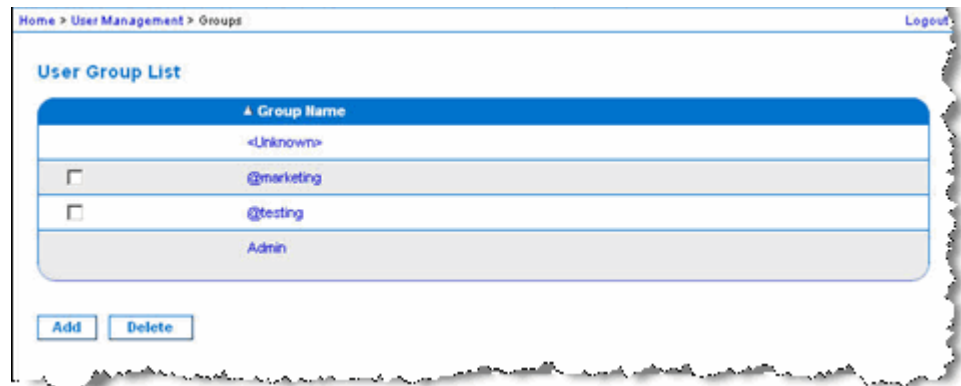 Home > User Management > Groups Logout
User Group List
▲ Group Name
<Unknown>
@marketing
@testing
Admin
Add Delete